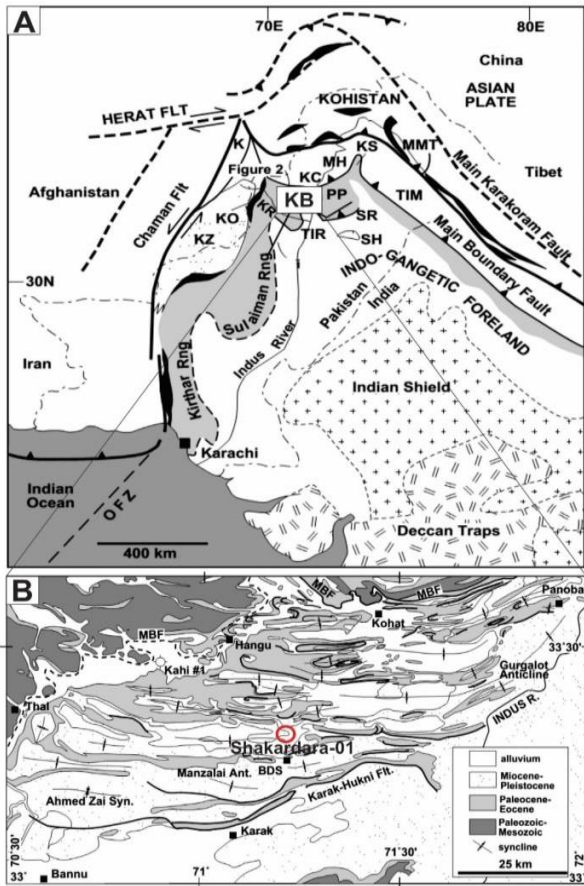 A
70E
80E
China
ASIAN
PLATE
KOHISTAN
HERAT FLT
MMT
KS
K
MH
Figure 2
KC
Tibet
Main Karakoram Fault
Afghanistan
Chaman Flt
KR
KB
PP
TIM
KO
SR
KZ
TIR
SH
Main Boundary Fault
INDO-GANGETIC FORELAND
30N
Pakistan
India
Sulaiman Rng
Indus River
Iran
Kirthar Rng
Indian Shield
Karachi
Indian
Ocean
OFZ
Deccan Traps
400 km
B
MBF
MBF
Panoba
Kohat
MBF
Hangu
33°30'
Kahi #1
Gurgalot
Anticline
Thal
INDUS R.
Shakardara-01
BDS
Manzalai Ant.
Karak-Hukni Flt.
Ahmed Zai Syn.
Karak
alluvium
Miocene-
Pleistocene
Paleocene-
Eocene
Paleozoic-
Mesozoic
syncline
25 km
70°30'
33°
Bannu
71°
71°30'
72°
33°